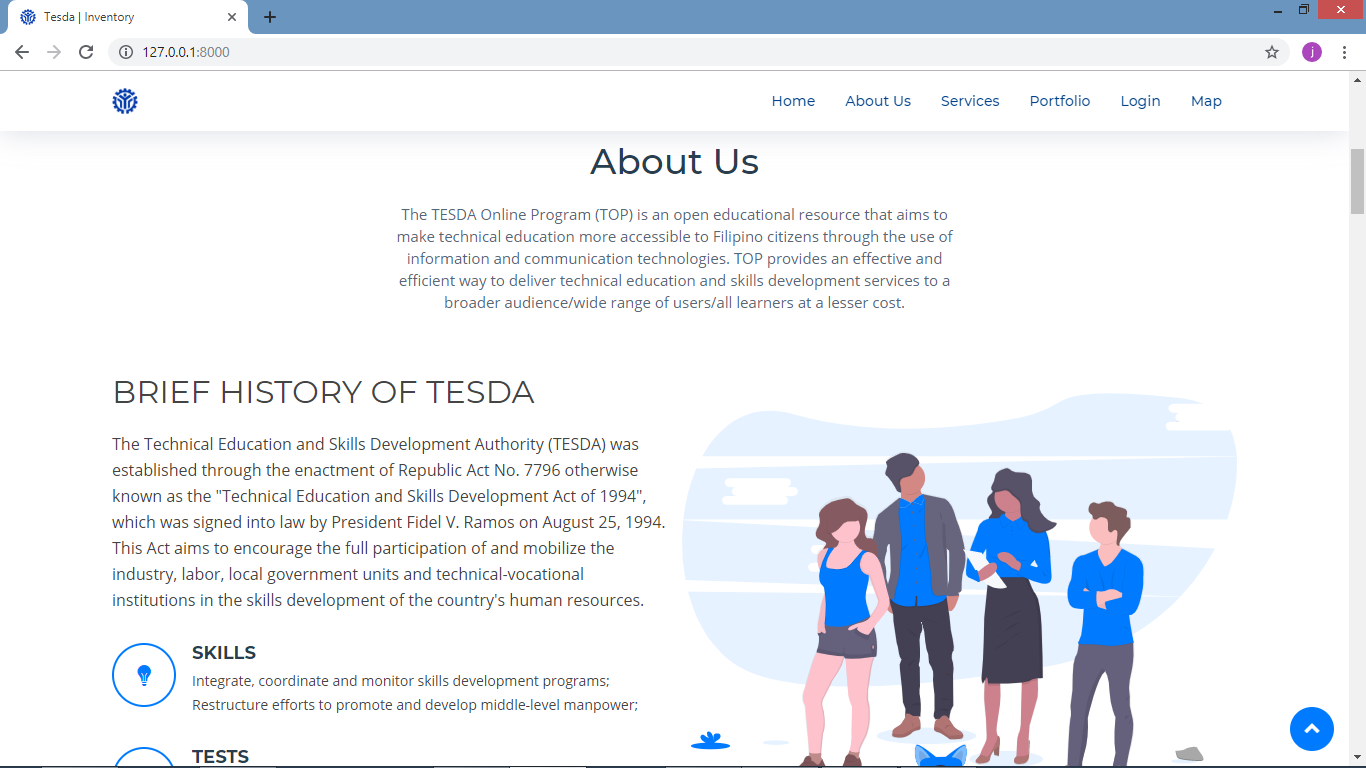 Tesda | Inventory
127.0.0.1:8000
j
Home About Us Services Portfolio Login Map
About Us
The TESDA Online Program (TOP) is an open educational resource that aims to
make technical education more accessible to Filipino citizens through the use of
information and communication technologies. TOP provides an effective and
efficient way to deliver technical education and skills development services to a
broader audience/wide range of users/all learners at a lesser cost.
BRIEF HISTORY OF TESDA
The Technical Education and Skills Development Authority (TESDA) was
established through the enactment of Republic Act No. 7796 otherwise
known as the "Technical Education and Skills Development Act of 1994",
which was signed into law by President Fidel V. Ramos on August 25, 1994.
This Act aims to encourage the full participation of and mobilize the
industry, labor, local government units and technical-vocational
institutions in the skills development of the country's human resources.
SKILLS
Integrate, coordinate and monitor skills development programs;
Restructure efforts to promote and develop middle-level manpower;
TESTS